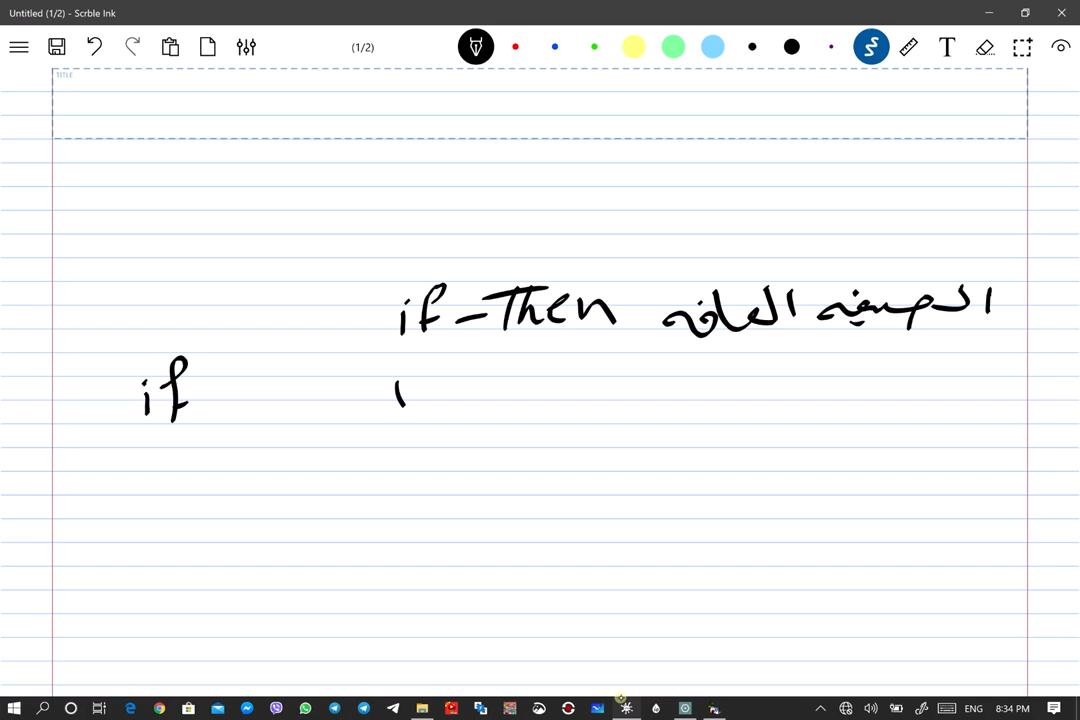 Untitled (1/2) - Scrble Ink
(1/2)
T
TITLE
الصيغه العامه if-Then
if
ENG
8:34 PM